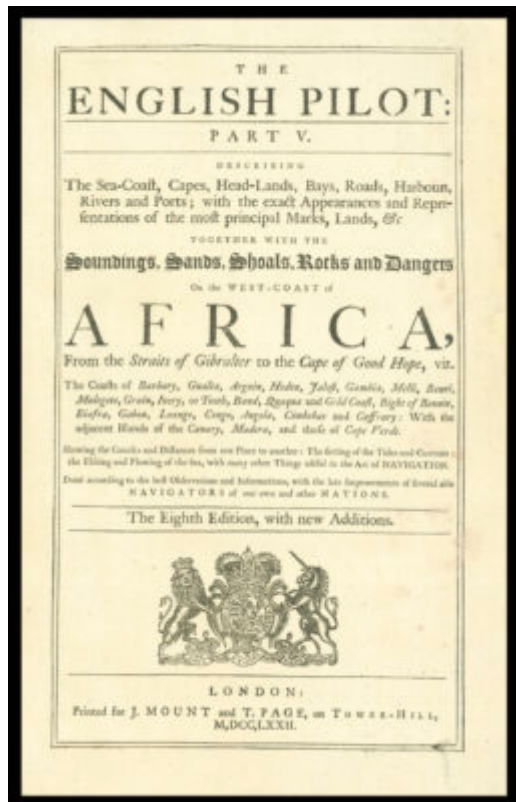 THE
ENGLISH PILOT:
PART V.
DESCRIBING
The Sea-Coaſt, Capes, Head-Lands, Bays, Roads, Harbours,
Rivers and Ports; with the exact Appearances and Repre-
ſentations of the moſt principal Marks, Lands, &c
TOGETHER WITH THE
Soundings, Sands, Shoals, Rocks and Dangers
On the WEST-COAST of
AFRICA,
From the Straits of Gibralter to the Cape of Good Hope, viz.
The Coaſts of Barbary, Gualata, Arguin, Hoden, Jaloff, Gambia, Melli,
Malegete, Grain, Ivory, or Teeth, Band, Quaqua and Gold Coaſt, Bight of Bennin,
Biafra, Gabon, Loango, Congo, Angola, Cimbebas and Caffrary: With the
adjacent Iſlands of the Canary, Madera, and thoſe of Cape Verde.
Shewing the Courſes and Diſtances from one Place to another: The ſetting of the Tides and Currents:
the Ebbing and Flowing of the Sea, with many other Things uſeful in the Art of NAVIGATION.
Done according to the beſt Obſervations and Informations, with the late Improvements of ſeveral able
NAVIGATORS of our own and other NATIONS.
The Eighth Edition, with new Additions.
LONDON:
Printed for J. MOUNT and T. PAGE, on TOWER-HILL,
M,DCC,LXXII.